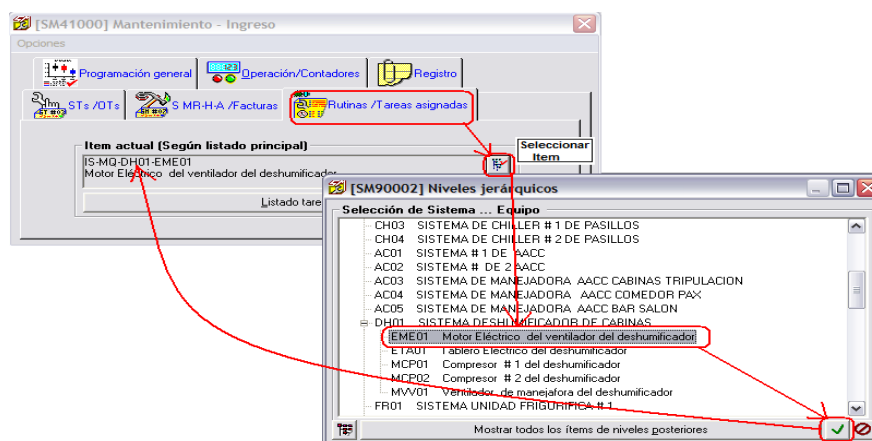 [SM41000] Mantenimiento - Ingreso
Opciones
Programación general
Operación/Contadores
Registro
STs /OTs
S MR-H-A /Facturas
Rutinas /Tareas asignadas
Item actual (Según listado principal)
Seleccionar
Item
IS-MQ-DH01-EME01
Motor Eléctrico del ventilador del deshumificador
Listado tare
[SM90002] Niveles jerárquicos
Selección de Sistema ... Equipo
CH03 SISTEMA DE CHILLER # 1 DE PASILLOS
CH04 SISTEMA DE CHILLER # 2 DE PASILLOS
AC01 SISTEMA # 1 DE AACC
AC02 SISTEMA # DE 2 AACC
AC03 SISTEMA DE MANEJADORA AACC CABINAS TRIPULACION
AC04 SISTEMA DE MANEJADORA AACC COMEDOR PAX
AC05 SISTEMA DE MANEJADORA AACC BAR SALON
DH01 SISTEMA DESHUMIFICADOR DE CABINAS
EME01 Motor Eléctrico del ventilador del deshumificador
ETA01 Tablero Eléctrico del deshumificador
MCP01 Compresor # 1 del deshumificador
MCP02 Compresor # 2 del deshumificador
MVV01 Ventilador de manejafora del deshumificador
FR01 SISTEMA UNIDAD FRIGURIFICA # 1
Mostrar todos los ítems de niveles posteriores